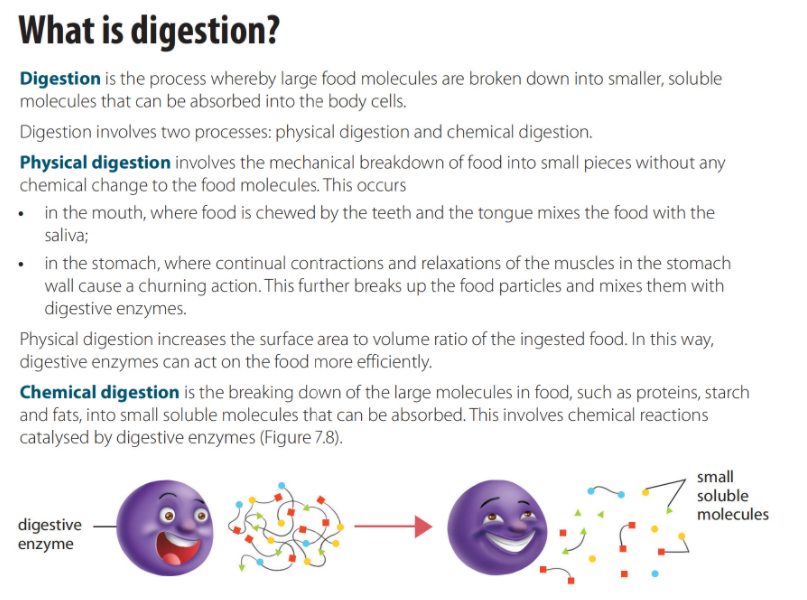 What is digestion?
Digestion is the process whereby large food molecules are broken down into smaller, soluble
molecules that can be absorbed into the body cells.
Digestion involves two processes: physical digestion and chemical digestion.
Physical digestion involves the mechanical breakdown of food into small pieces without any
chemical change to the food molecules. This occurs
• in the mouth, where food is chewed by the teeth and the tongue mixes the food with the
saliva;
• in the stomach, where continual contractions and relaxations of the muscles in the stomach
wall cause a churning action. This further breaks up the food particles and mixes them with
digestive enzymes.
Physical digestion increases the surface area to volume ratio of the ingested food. In this way,
digestive enzymes can act on the food more efficiently.
Chemical digestion is the breaking down of the large molecules in food, such as proteins, starch
and fats, into small soluble molecules that can be absorbed. This involves chemical reactions
catalysed by digestive enzymes (Figure 7.8).
digestive
enzyme
small
soluble
molecules